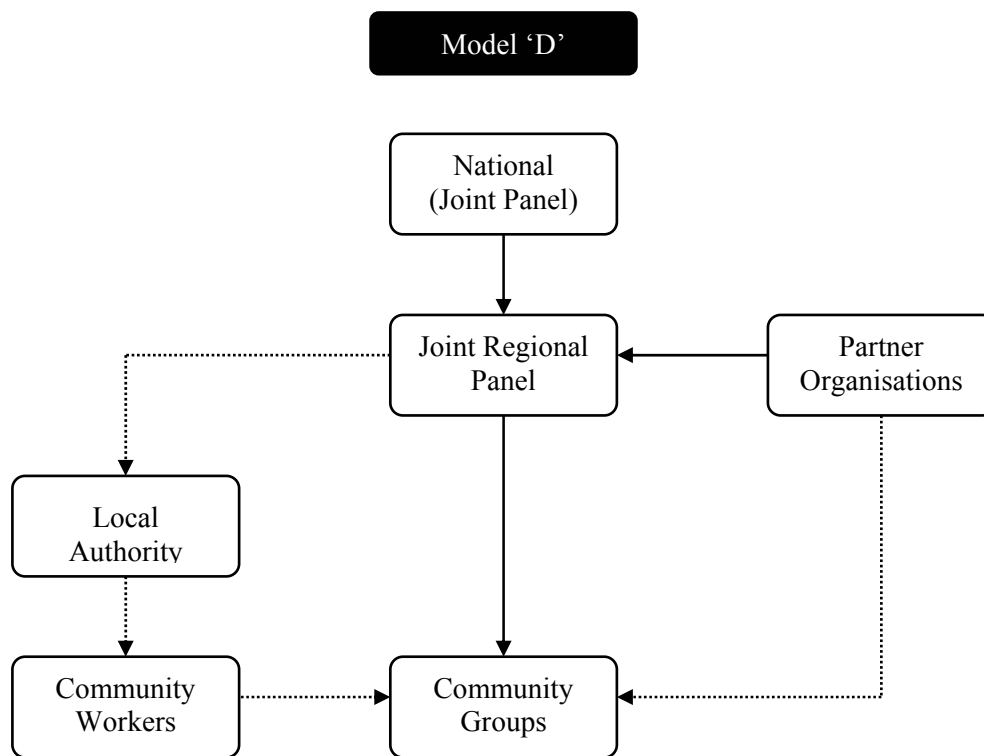 Model ‘D’
National
(Joint Panel)
Joint Regional
Panel
Partner
Organisations
Local
Authority
Community
Workers
Community
Groups